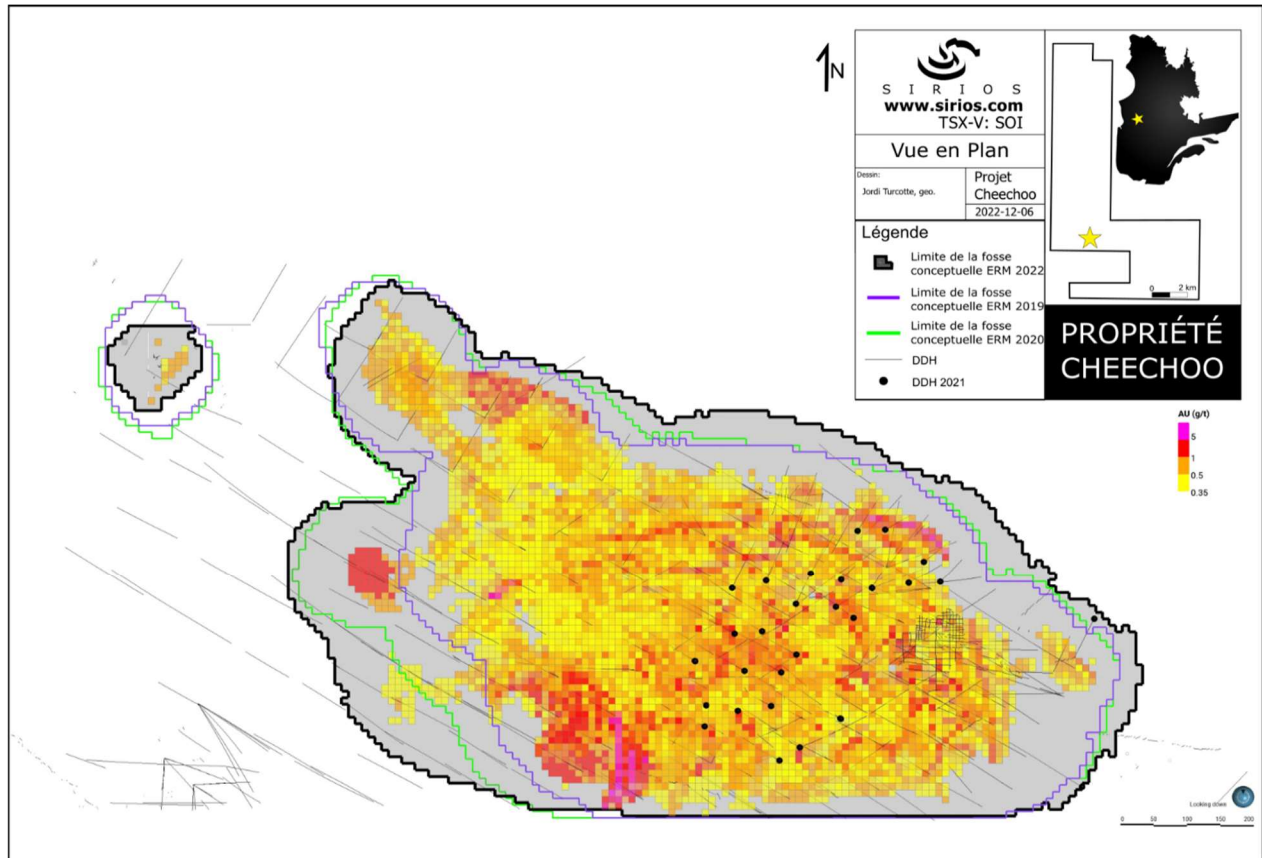 N
S I R I O S
www.sirios.com
TSX-V: SOI
Vue en Plan
Dessin:
Jordi Turcotte, geo.
Projet
Cheechoo
2022-12-06
Légende
Limite de la fosse
conceptuelle ERM 2022
Limite de la fosse
conceptuelle ERM 2019
Limite de la fosse
conceptuelle ERM 2020
DDH
DDH 2021
0 2 km
PROPRIÉTÉ
CHEECHOO
AU (g/t)
5
1
0.5
0.35
Looking down
0 50 100 150 200